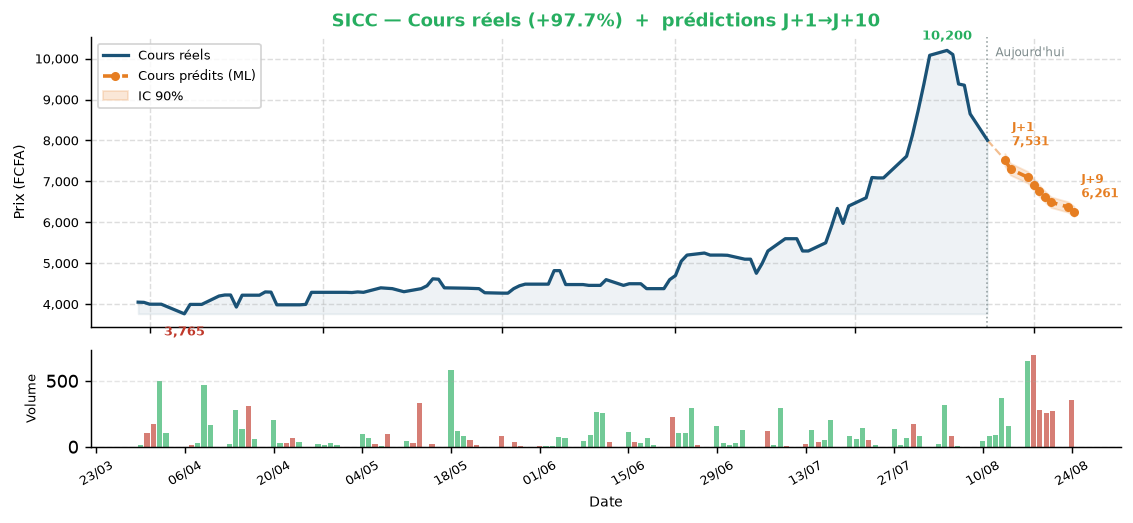 SICC — Cours réels (+97.7%)  +  prédictions J+1→J+10
10,200
Aujourd'hui
Cours réels
Cours prédits (ML)
IC 90%
J+1
7,531
J+9
6,261
3,765
Prix (FCFA)
10,000
9,000
8,000
7,000
6,000
5,000
4,000
Volume
500
0
23/03
06/04
20/04
04/05
18/05
01/06
15/06
29/06
13/07
27/07
10/08
24/08
Date